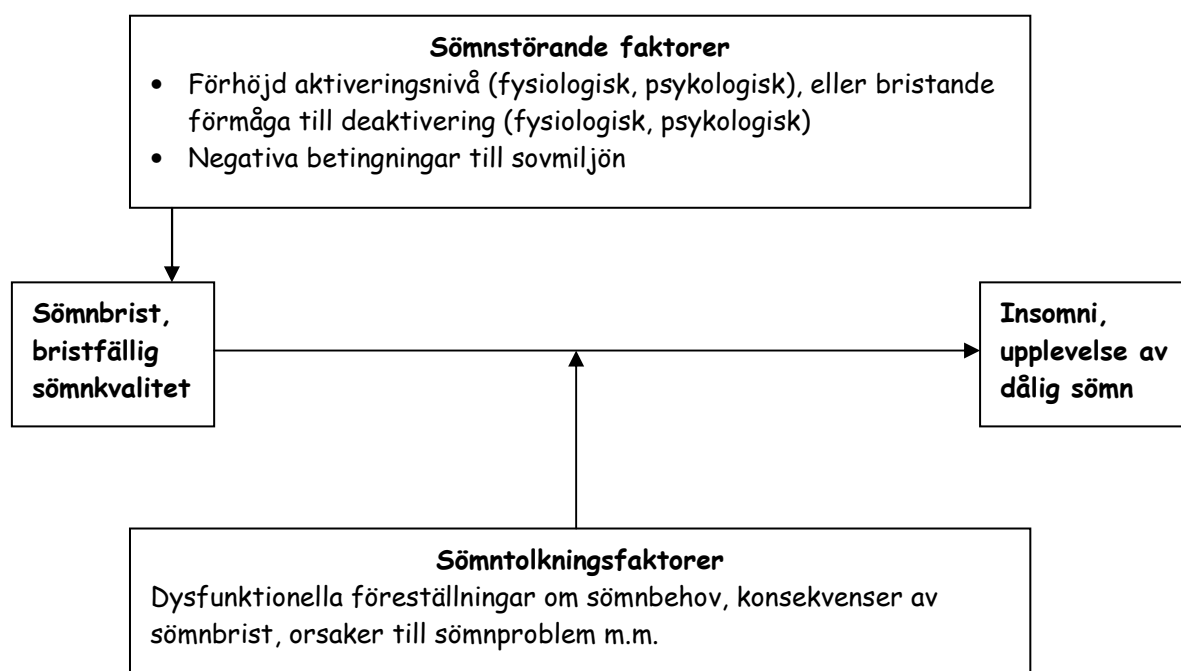 Sömnstörande faktorer
• Förhöjd aktiveringsnivå (fysiologisk, psykologisk), eller bristande
förmåga till deaktivering (fysiologisk, psykologisk)
• Negativa betingningar till sovmiljön
Sömnbrist,
bristfällig
sömnkvalitet
Insomni,
upplevelse av
dålig sömn
Sömntolkningsfaktorer
Dysfunktionella föreställningar om sömnbehov, konsekvenser av
sömnbrist, orsaker till sömnproblem m.m.